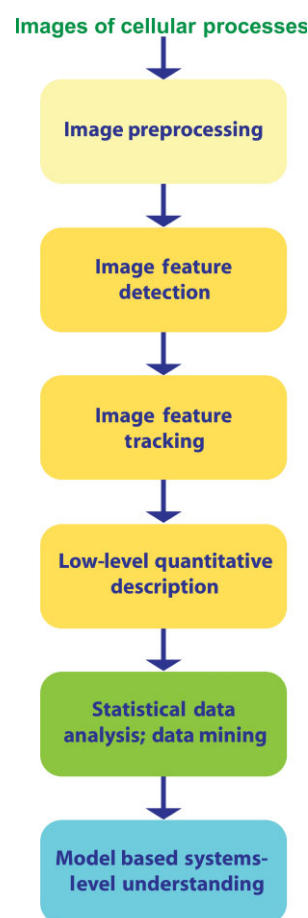 Images of cellular processes
Image preprocessing
Image feature
detection
Image feature
tracking
Low-level quantitative
description
Statistical data
analysis; data mining
Model based systems-
level understanding